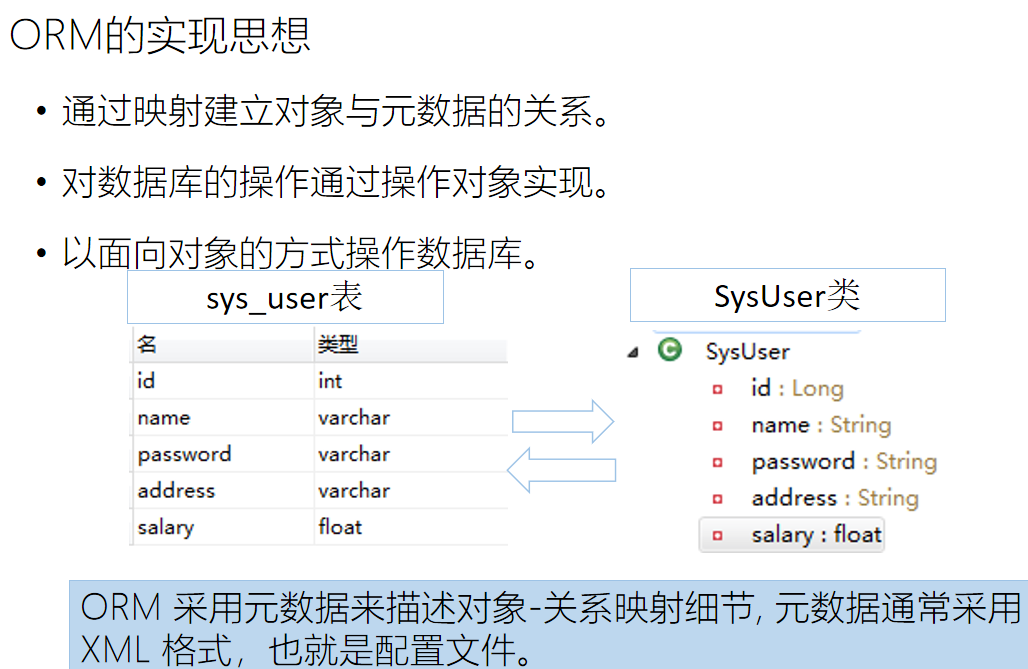 ORM的实现思想
• 通过映射建立对象与元数据的关系。
• 对数据库的操作通过操作对象实现。
• 以面向对象的方式操作数据库。
sys_user表
名 类型
id int
name varchar
password varchar
address varchar
salary float
SysUser类
C SysUser
id : Long
name : String
password : String
address : String
salary : float
ORM 采用元数据来描述对象-关系映射细节, 元数据通常采用
XML 格式，也就是配置文件。